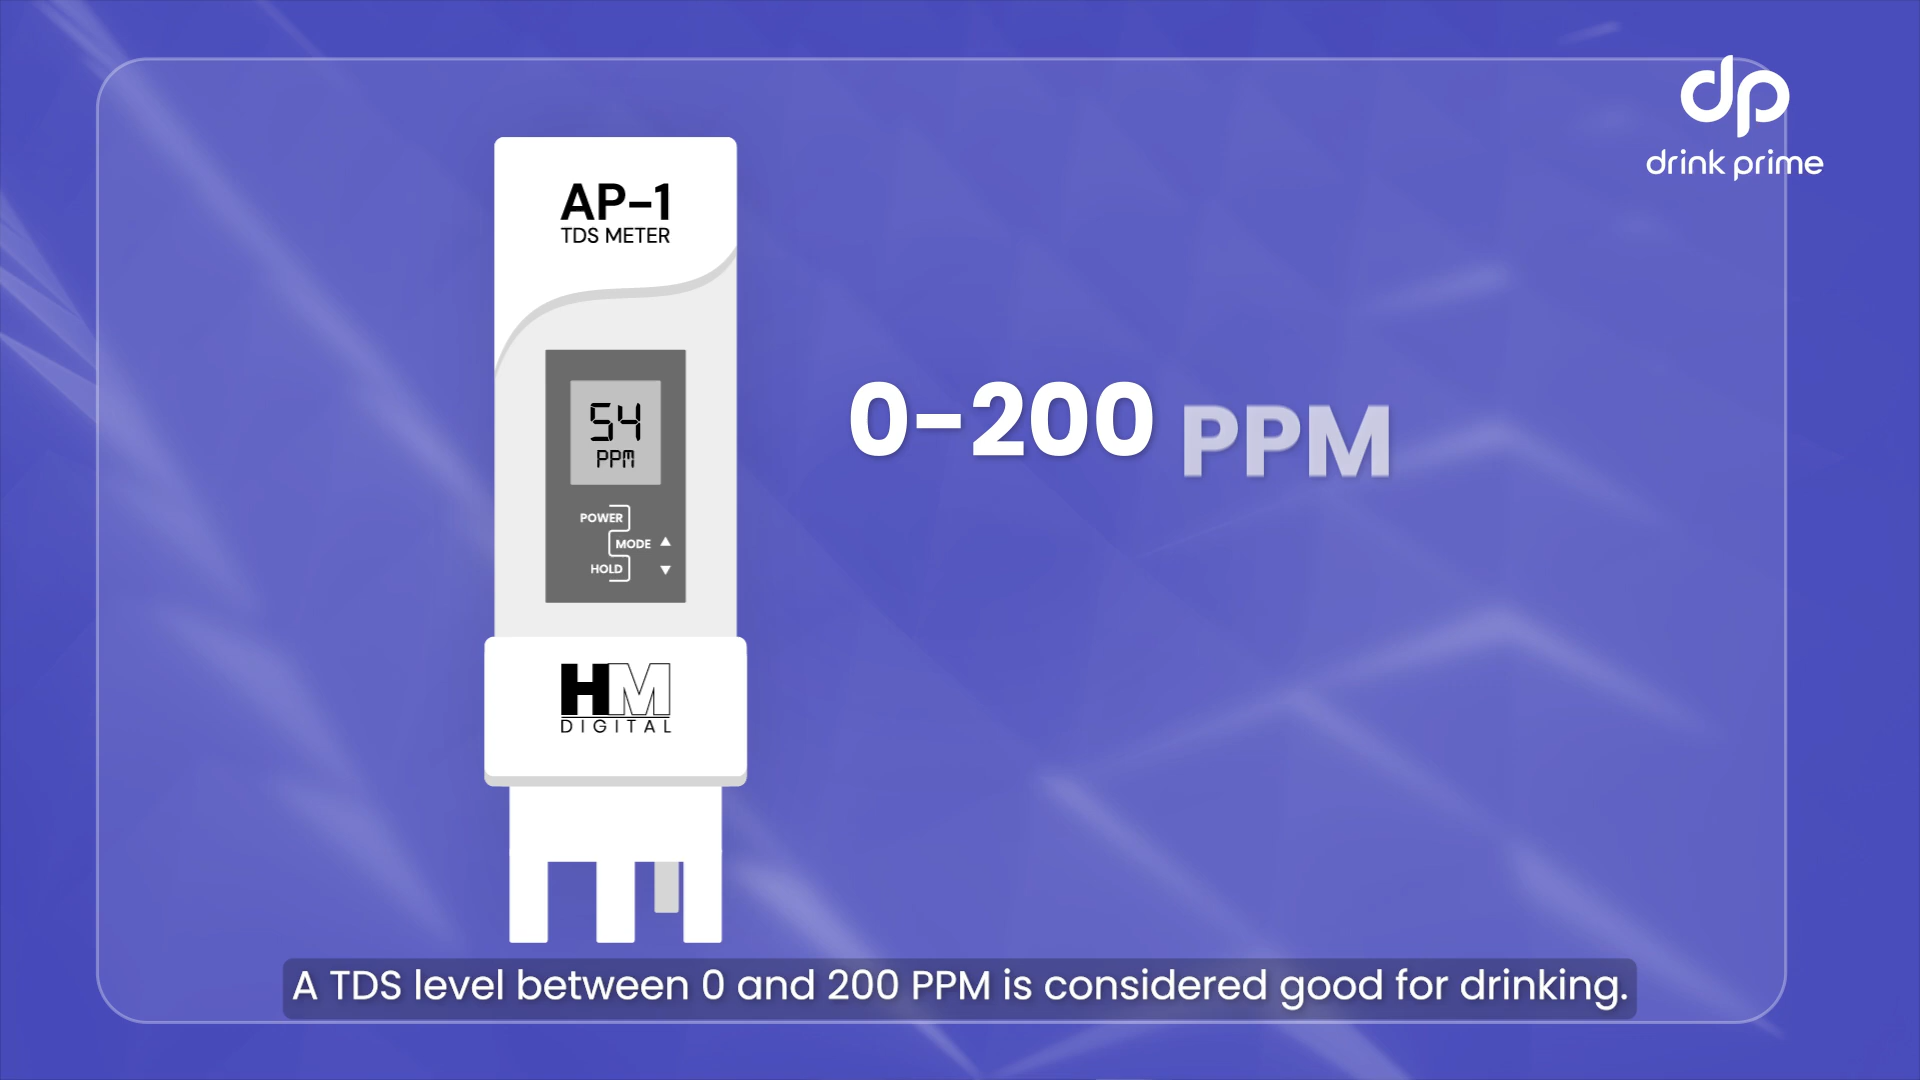 dp
drink prime
AP-1
TDS METER
54
PPM
POWER
MODE
HOLD
HM
DIGITAL
0-200 PPM
A TDS level between 0 and 200 PPM is considered good for drinking.